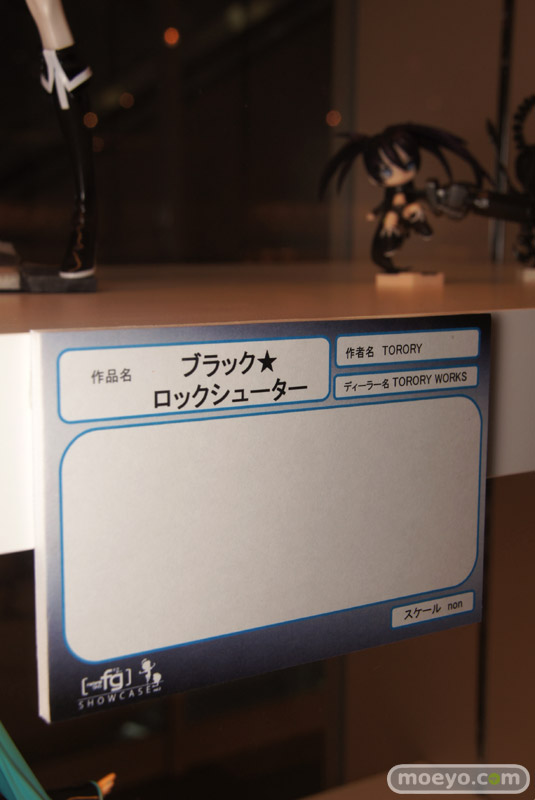 作品名
ブラック★
ロックシューター
作者名 TORORY
ディーラー名 TORORY WORKS
スケール non
fg
SHOWCASE
moeyo.com